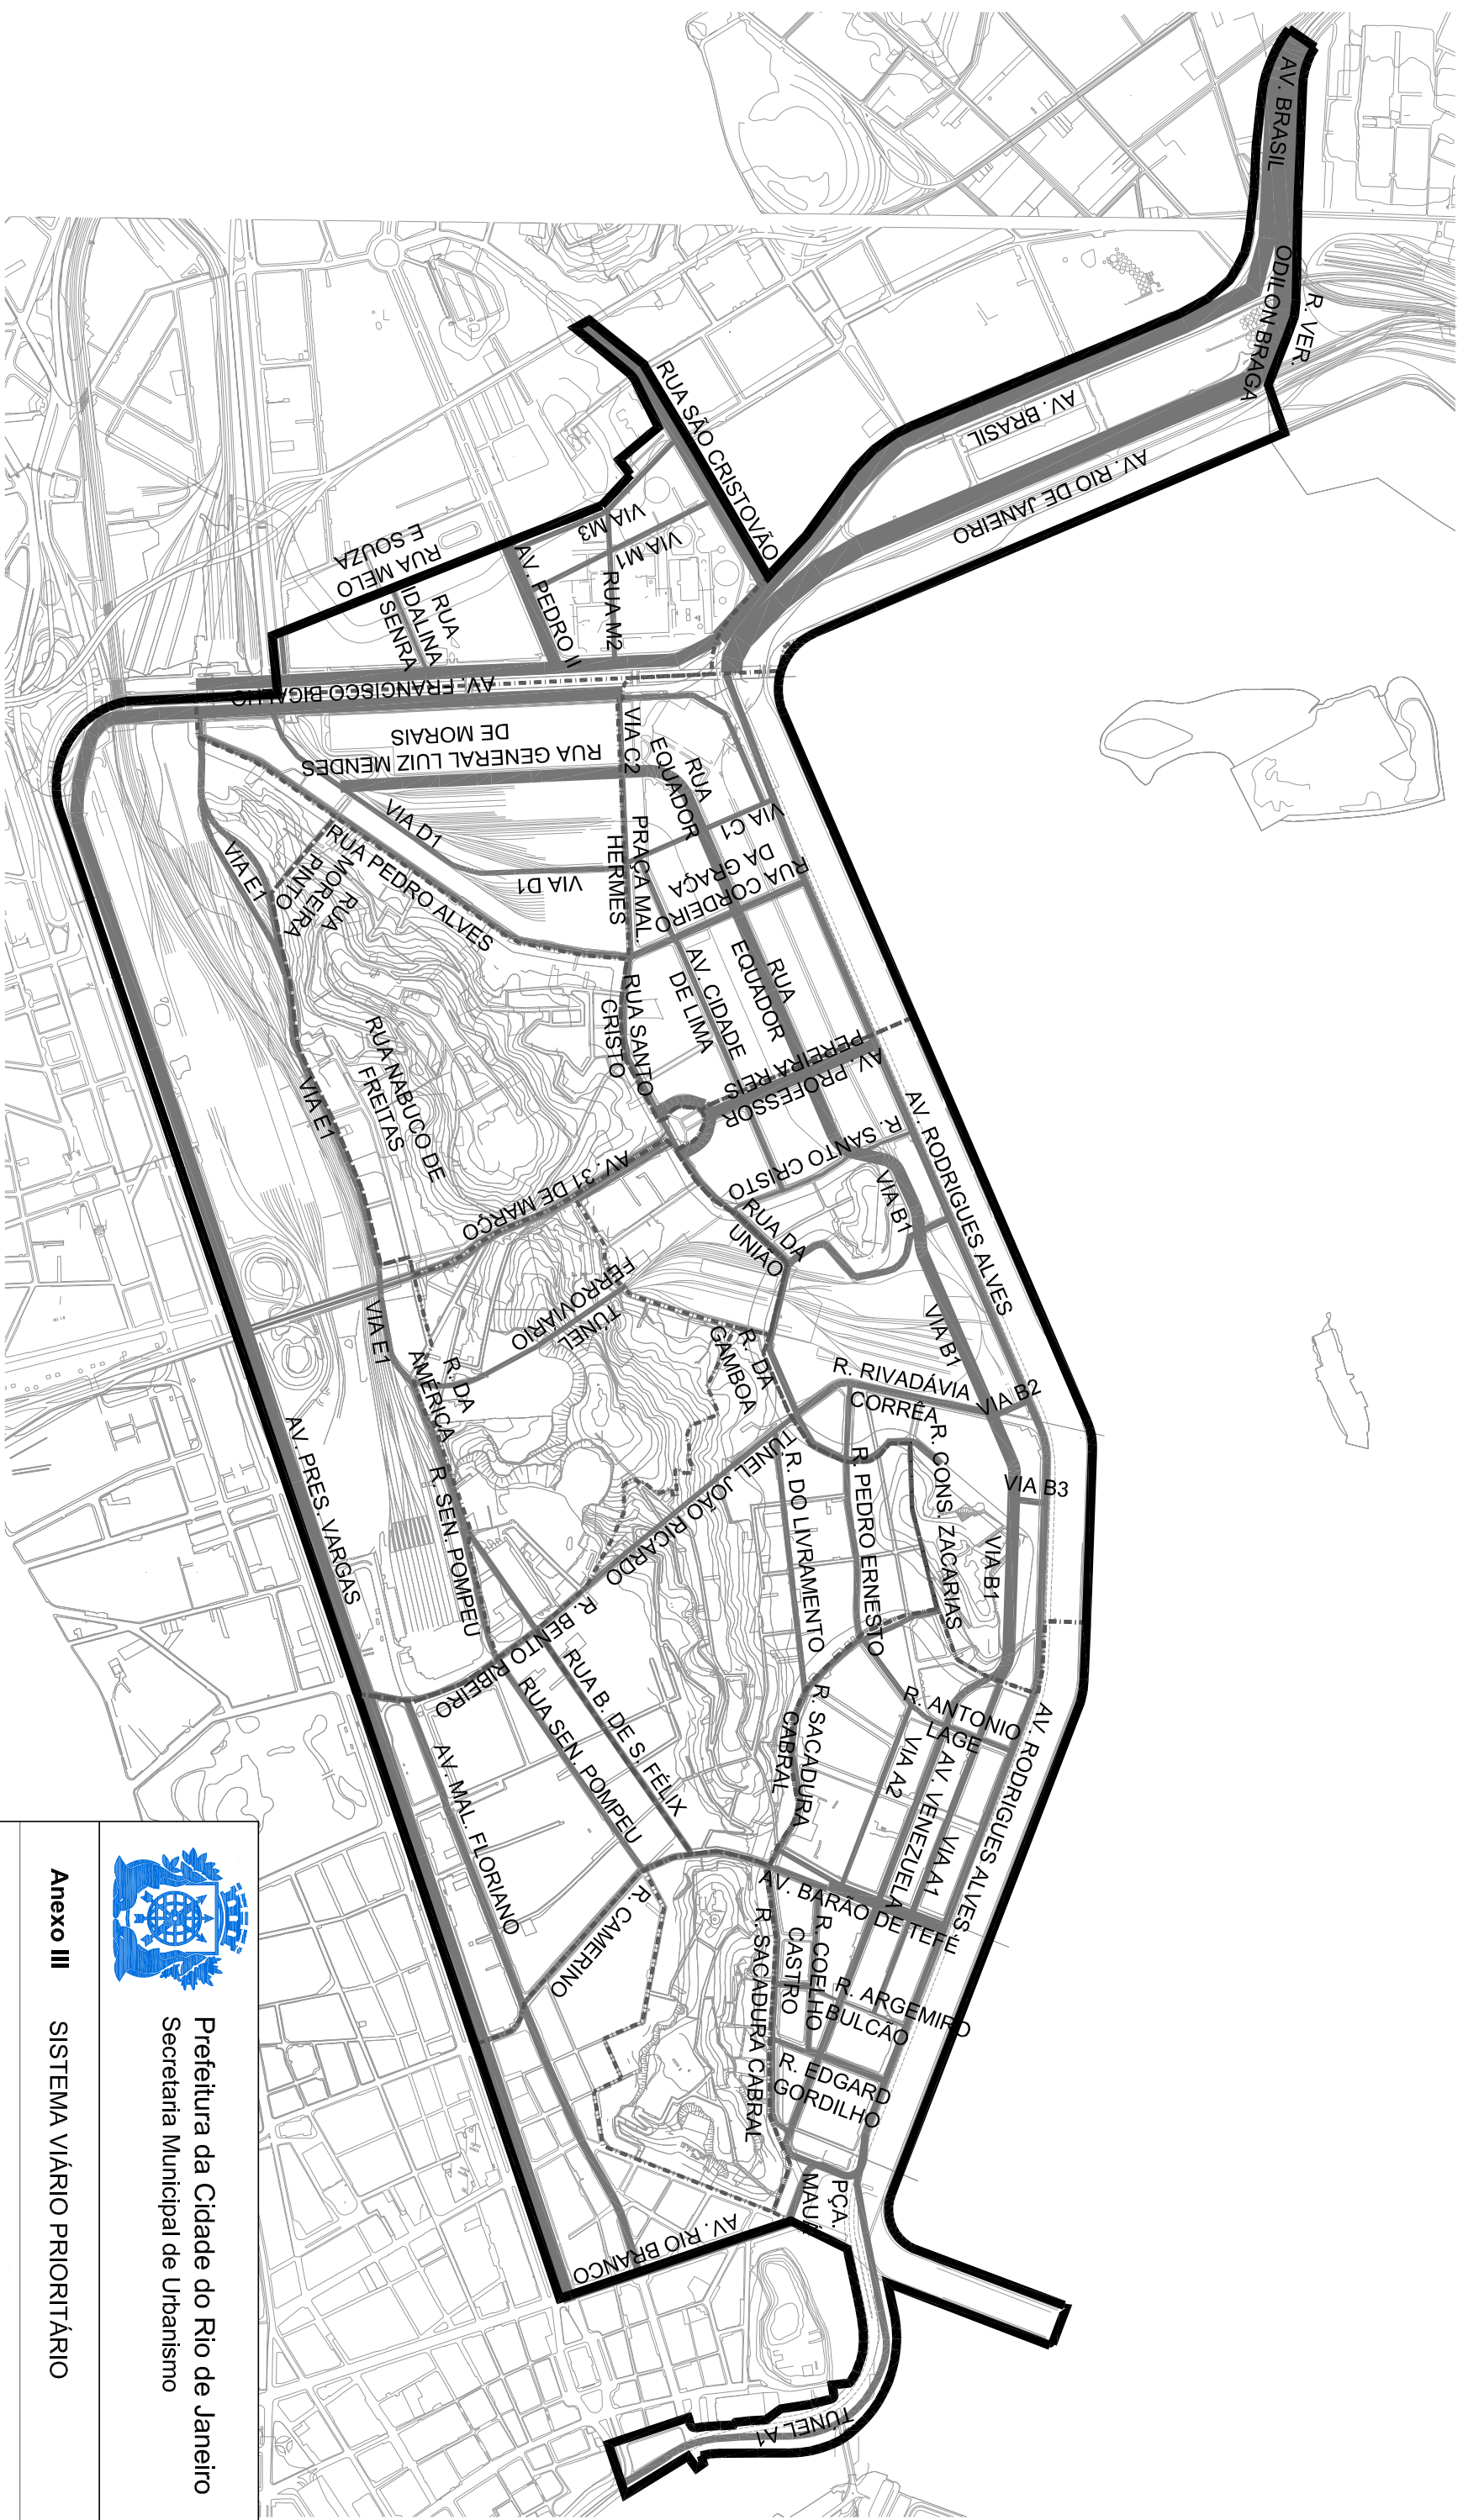 AV. BRASIL
R. VER.
ODILON BRAGA
AV. BRASIL
AV. RIO DE JANEIRO
RUA SÃO CRISTOVÃO
VIA M3
VIA M1
RUA M2
AV. PEDRO II
RUA MELO
E SOUZA
RUA
IDALINA
SENRA
AV. FRANCISCO BICALHO
RUA GENERAL LUIZ MENDES
DE MORAIS
VIA C2
RUA
EQUADOR
VIA C1
PRAÇA MAL.
HERMES
RUA CORDEIRO
DA GRAÇA
VIA D1
VIA D1
RUA PEDRO ALVES
RUA
MOREIRA
PINTO
VIA E1
RUA NABUCO DE
FREITAS
VIA E1
RUA SANTO
CRISTO
AV. CIDADE
DE LIMA
RUA
EQUADOR
AV. PROFESSOR
PEREIRA REIS
AV. RODRIGUES ALVES
R. SANTO CRISTO
VIA B1
RUA DA
UNIAO
AV. 31 DE MARÇO
TÚNEL
FERROVIÁRIO
VIA E1
R. DA
AMÉRICA
R. DA
GAMBOA
VIA B1
R. RIVADÁVIA
CORRÊA
VIA B2
VIA B3
VIA B1
R. CONS. ZACARIAS
R. PEDRO ERNESTO
R. DO LIVRAMENTO
TÚNEL JOÃO RICARDO
R. BENTO RIBEIRO
R. SEN. POMPEU
AV. PRES. VARGAS
RUA B. DE S. FÉLIX
RUA SEN. POMPEU
AV. MAL. FLORIANO
R. SACADURA
CABRAL
R. ANTONIO
LAGE
VIA A2
AV. VENEZUELA
VIA A1
AV. RODRIGUES ALVES
AV. BARÃO DE TEFÉ
R. CAMERINO
R. SACADURA CABRAL
R. COELHO
CASTRO
R. ARGEMIRO
BULCÃO
R. EDGARD
GORDILHO
PÇA.
MAUÁ
AV. RIO BRANCO
TÚNEL A1
Prefeitura da Cidade do Rio de Janeiro
Secretaria Municipal de Urbanismo
Anexo III
SISTEMA VIÁRIO PRIORITÁRIO